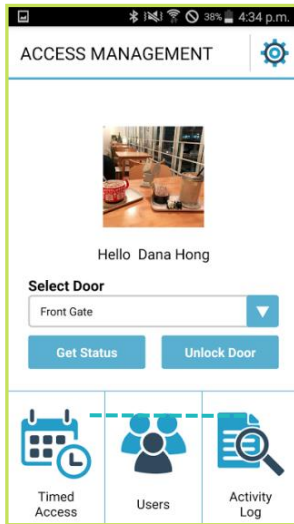 38% 4:34 p.m.
ACCESS MANAGEMENT
Hello Dana Hong
Select Door
Front Gate
Get Status Unlock Door
Timed Access
Users
Activity Log